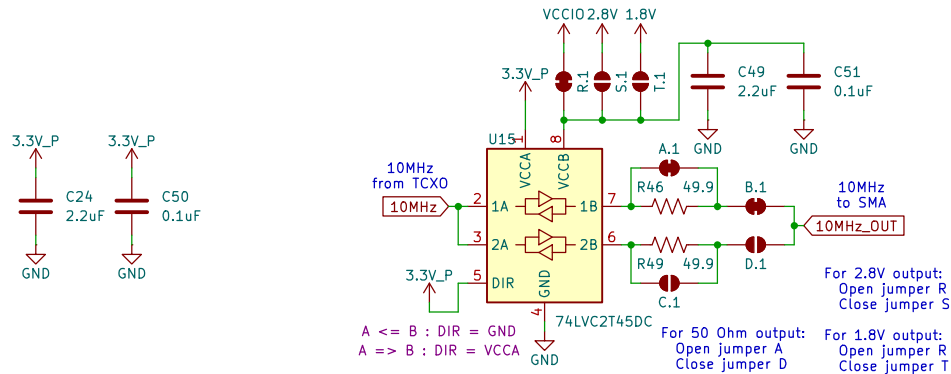 VCCIO 2.8V 1.8V
3.3V_P
R.1
S.1
T.1
C49
2.2uF
GND
C51
0.1uF
GND
3.3V_P
C24
2.2uF
GND
3.3V_P
C50
0.1uF
GND
U15
1
8
VCCA
VCCB
10MHz
from TCXO
10MHz
2
1A
1B
7
3
2A
2B
6
3.3V_P
5
DIR
GND
4
74LVC2T45DC
GND
A.1
R46
49.9
B.1
R49
49.9
D.1
C.1
10MHz
to SMA
10MHz_OUT
A <= B : DIR = GND
A => B : DIR = VCCA
For 50 Ohm output:
Open jumper A
Close jumper D
For 2.8V output:
Open jumper R
Close jumper S
For 1.8V output:
Open jumper R
Close jumper T